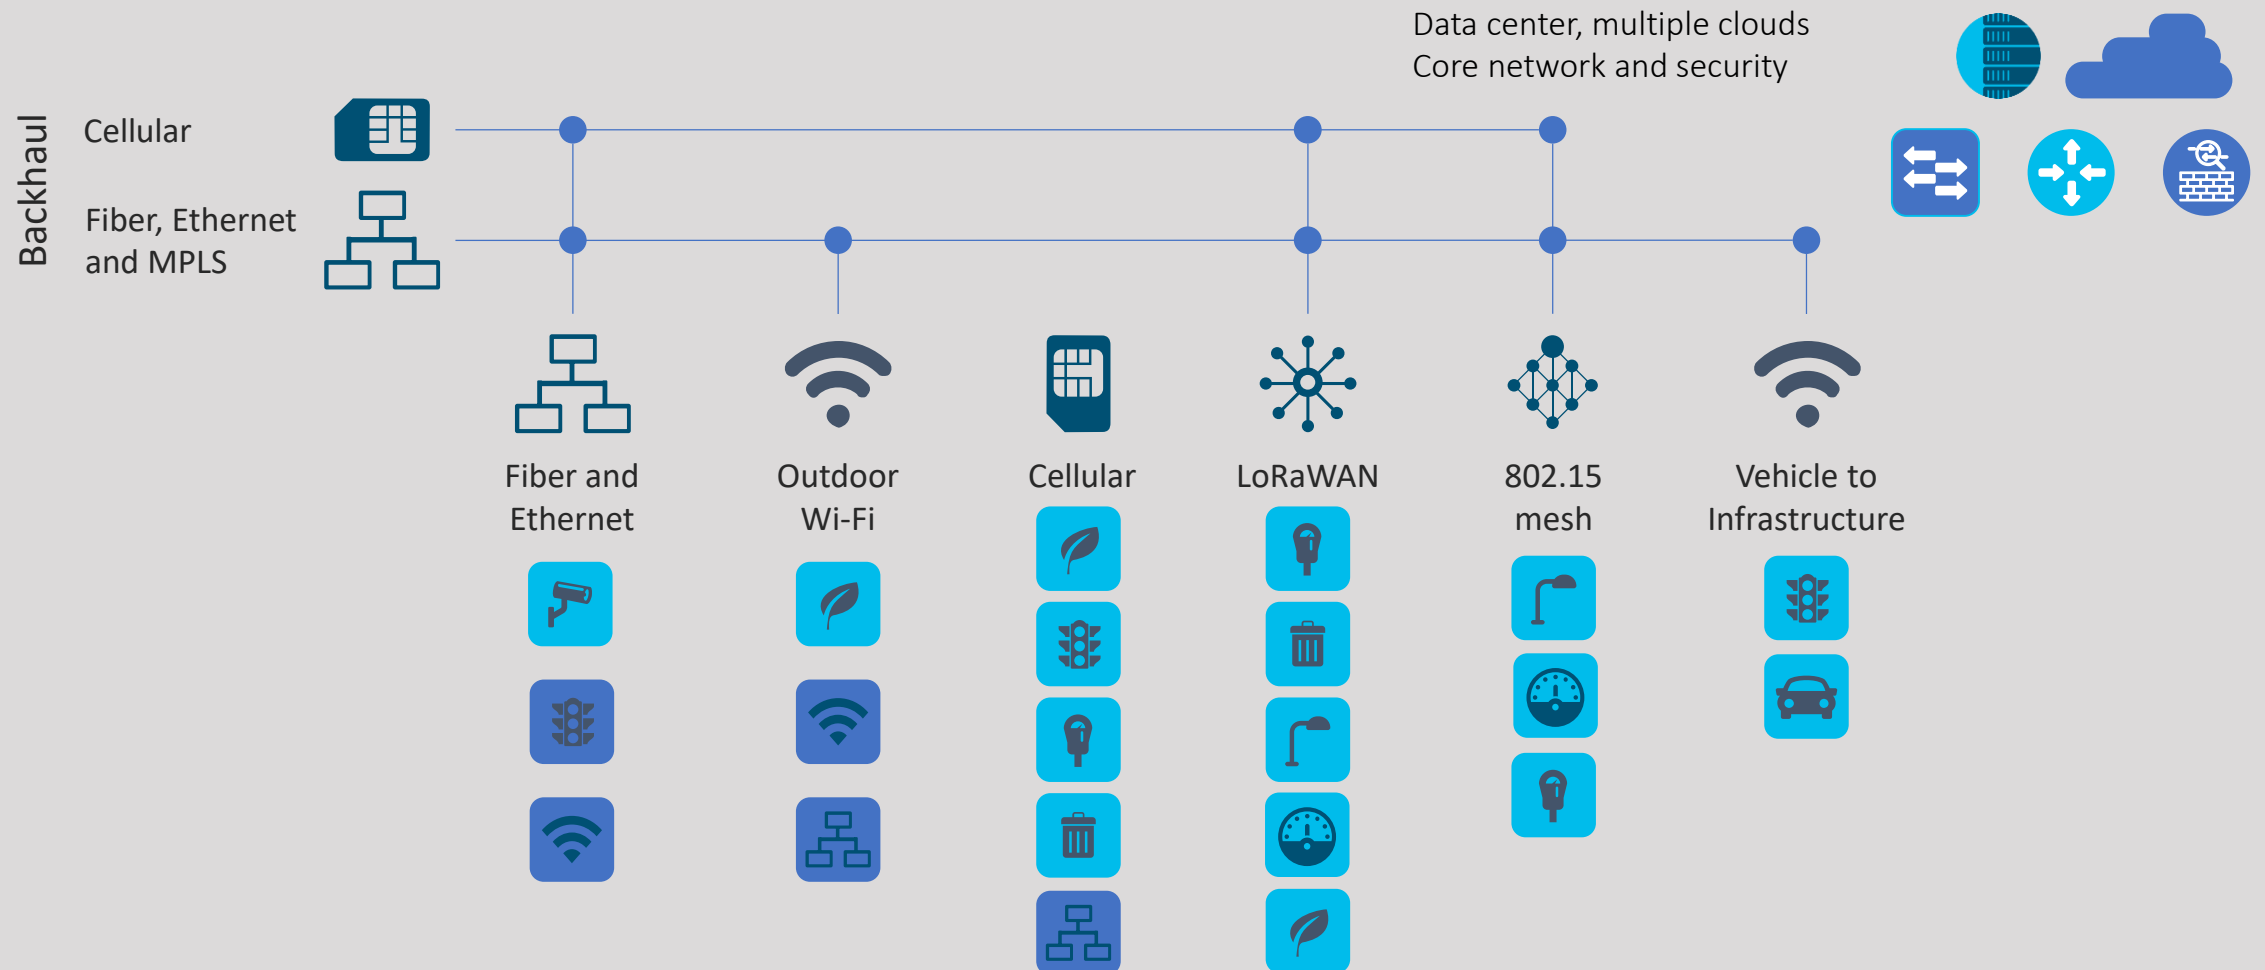 Data center, multiple clouds
Core network and security
Backhaul
Cellular
Fiber, Ethernet
and MPLS
Fiber and
Ethernet
Outdoor
Wi-Fi
Cellular
LoRaWAN
802.15
mesh
Vehicle to
Infrastructure